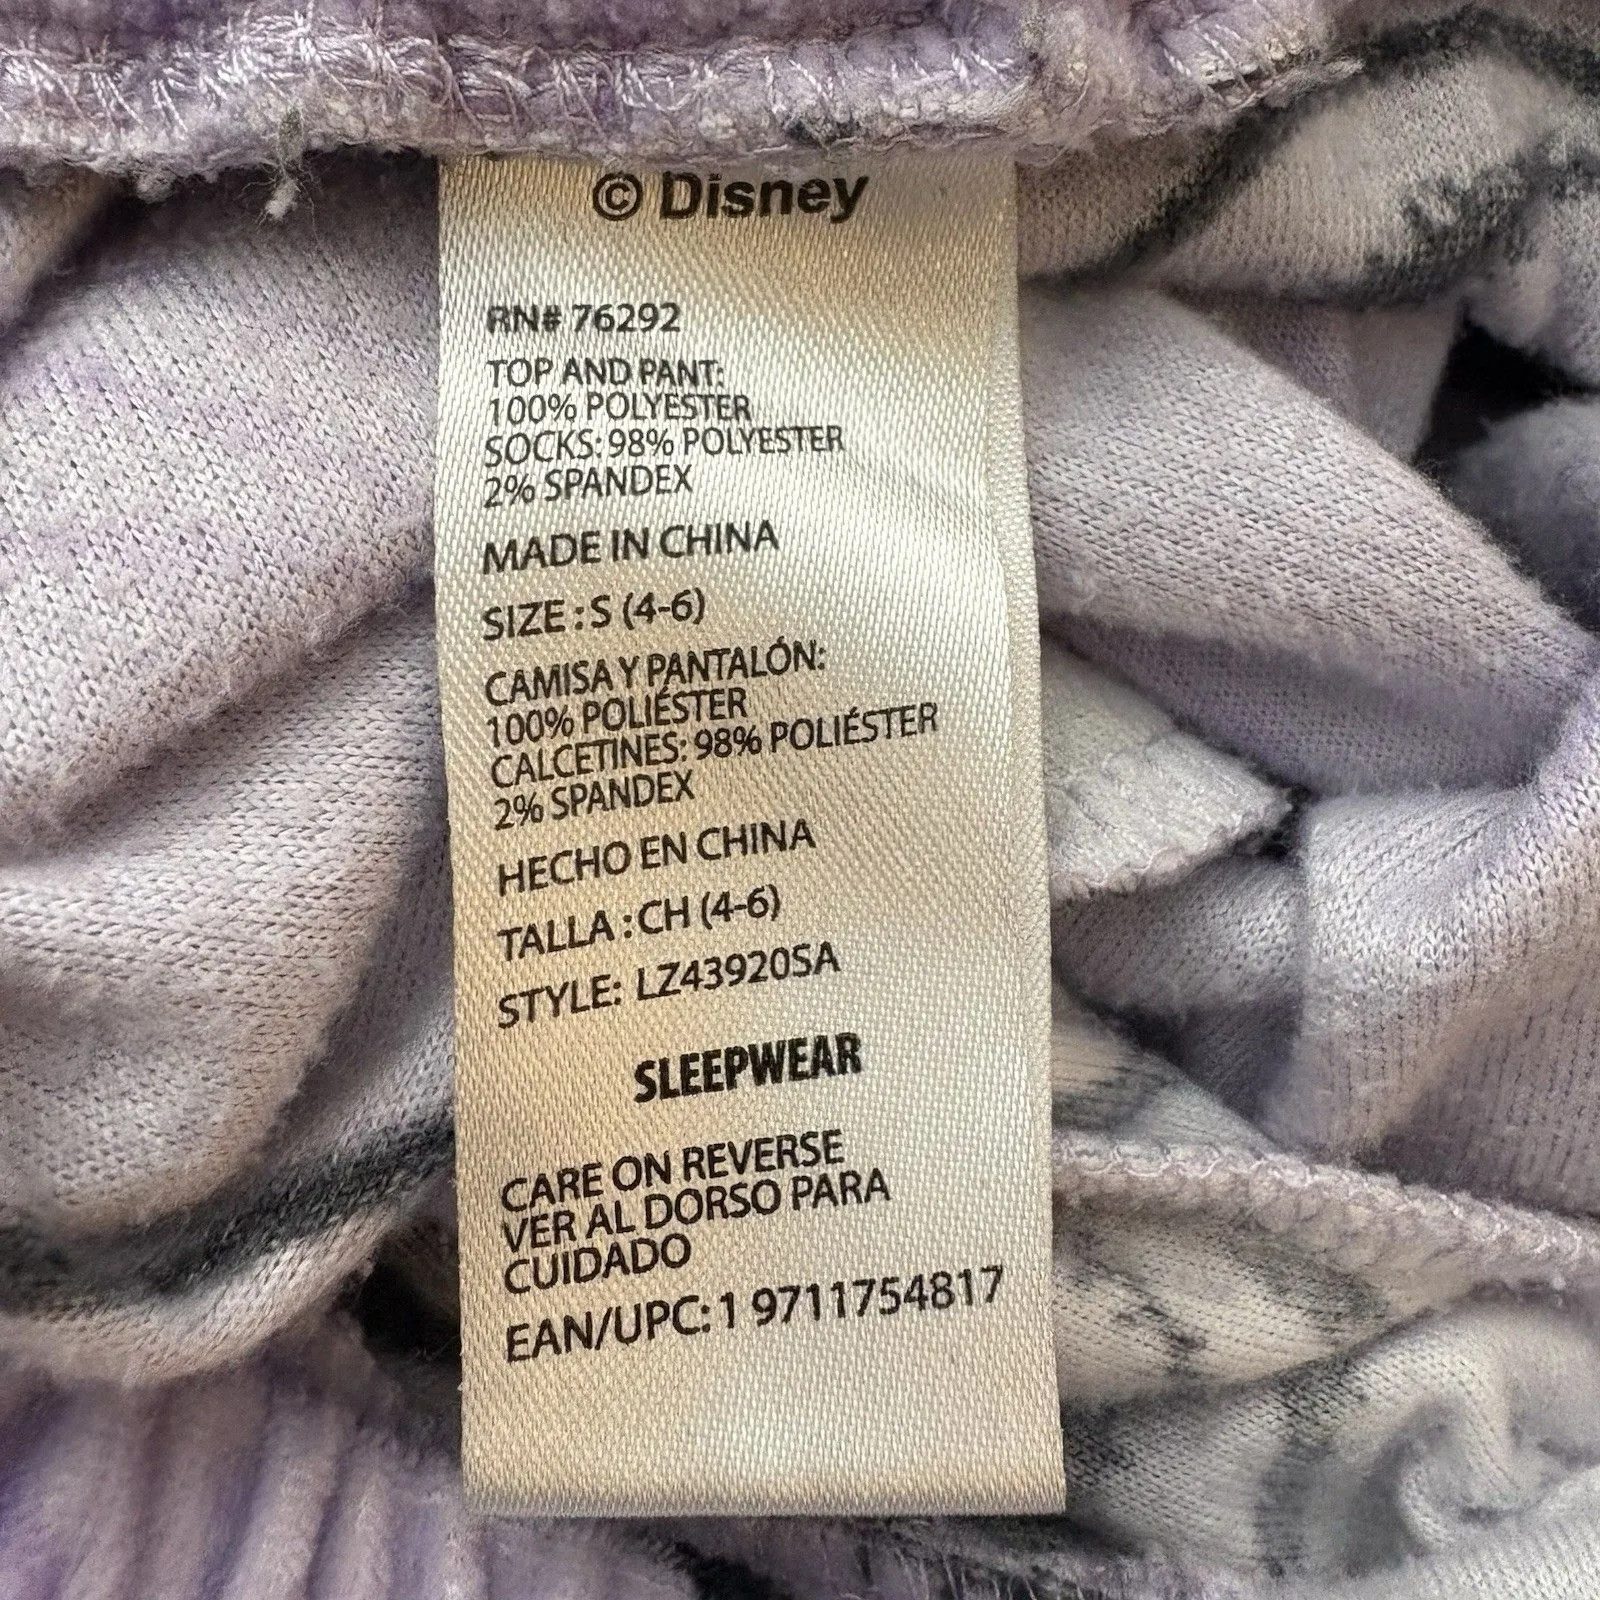 © Disney
RN# 76292
TOP AND PANT:
100% POLYESTER
SOCKS: 98% POLYESTER
2% SPANDEX
MADE IN CHINA
SIZE : S (4-6)
CAMISA Y PANTALÓN:
100% POLIÉSTER
CALCETINES: 98% POLIÉSTER
2% SPANDEX
HECHO EN CHINA
TALLA : CH (4-6)
STYLE: LZ43920SA
SLEEPWEAR
CARE ON REVERSE
VER AL DORSO PARA
CUIDADO
EAN/UPC: 1 9711754817